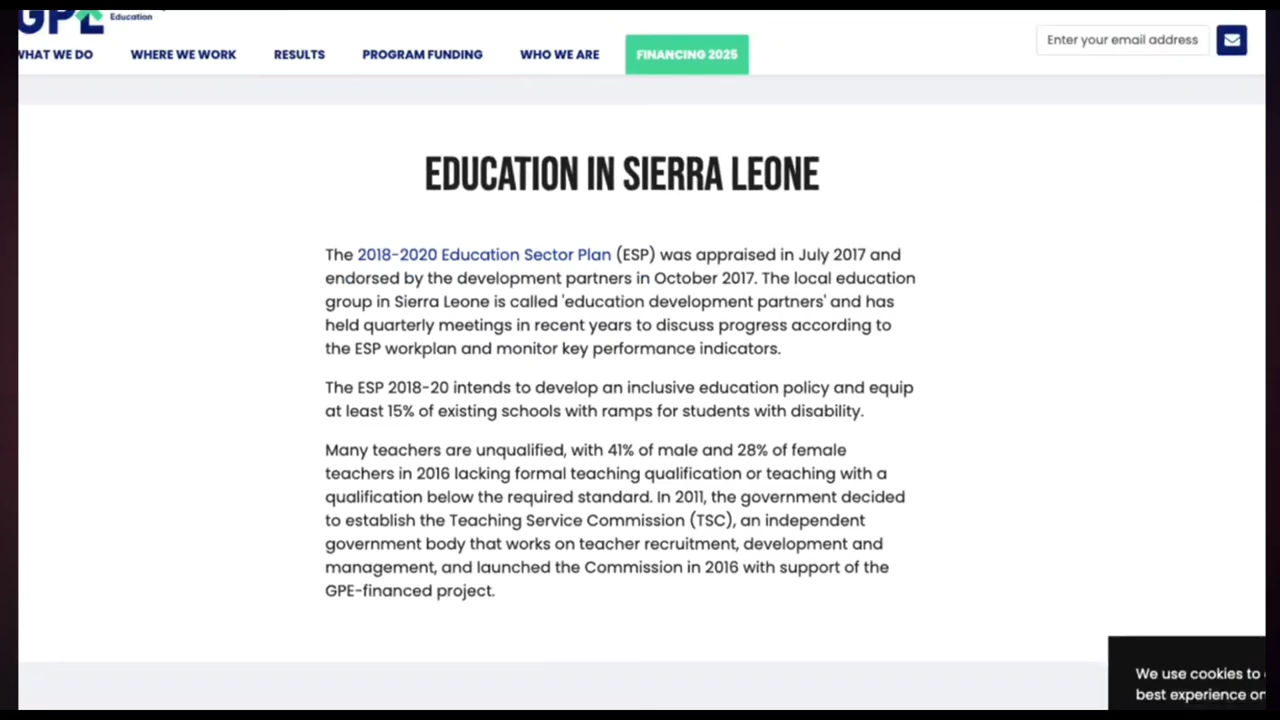 GPE
Education
WHAT WE DO WHERE WE WORK RESULTS PROGRAM FUNDING WHO WE ARE FINANCING 2025
Enter your email address
EDUCATION IN SIERRA LEONE
The 2018-2020 Education Sector Plan (ESP) was appraised in July 2017 and
endorsed by the development partners in October 2017. The local education
group in Sierra Leone is called 'education development partners' and has
held quarterly meetings in recent years to discuss progress according to
the ESP workplan and monitor key performance indicators.
The ESP 2018-20 intends to develop an inclusive education policy and equip
at least 15% of existing schools with ramps for students with disability.
Many teachers are unqualified, with 41% of male and 28% of female
teachers in 2016 lacking formal teaching qualification or teaching with a
qualification below the required standard. In 2011, the government decided
to establish the Teaching Service Commission (TSC), an independent
government body that works on teacher recruitment, development and
management, and launched the Commission in 2016 with support of the
GPE-financed project.
We use cookies to
best experience on